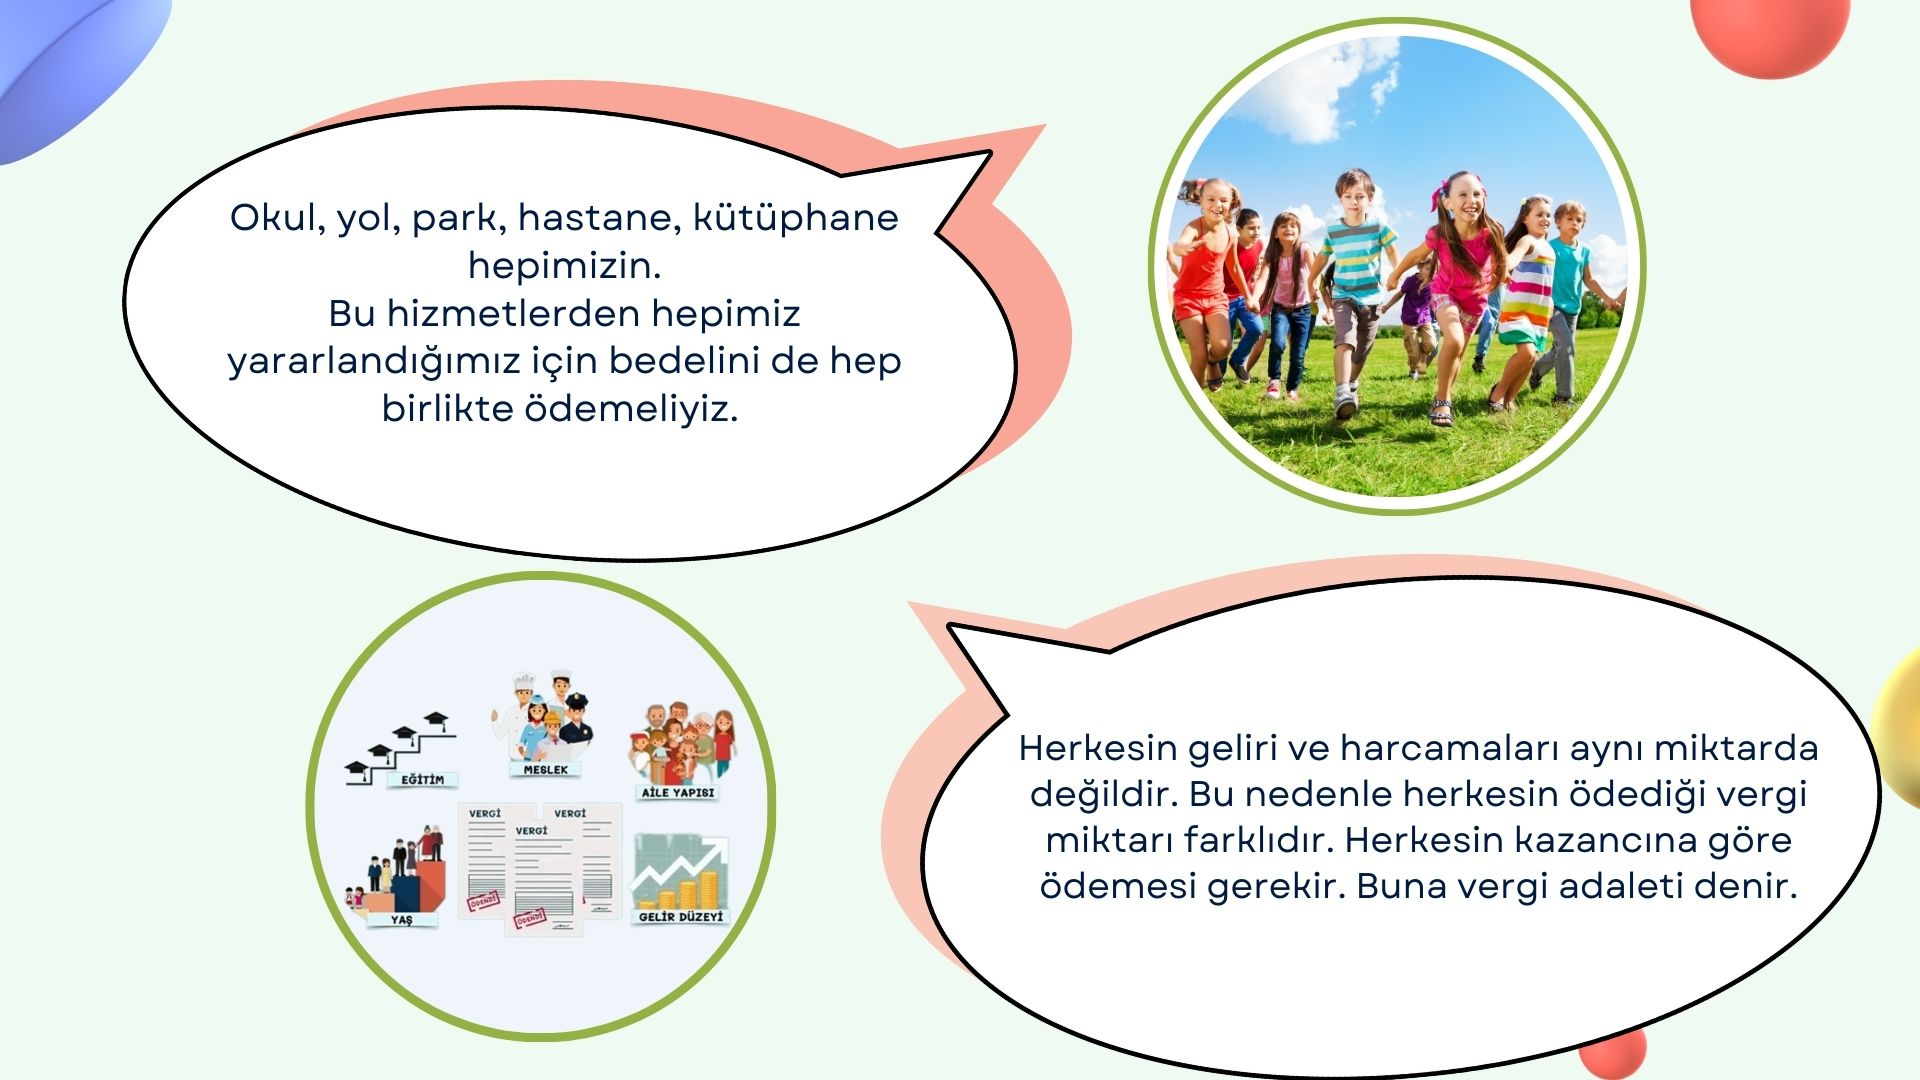 Okul, yol, park, hastane, kütüphane
hepimizin.
Bu hizmetlerden hepimiz
yararlandığımız için bedelini de hep
birlikte ödemeliyiz.
EĞİTİM
MESLEK
AİLE YAPISI
VERGİ
VERGİ
VERGİ
ÖDENDİ
ÖDENDİ
YAŞ
GELİR DÜZEYİ
Herkesin geliri ve harcamaları aynı miktarda
değildir. Bu nedenle herkesin ödediği vergi
miktarı farklıdır. Herkesin kazancına göre
ödemesi gerekir. Buna vergi adaleti denir.